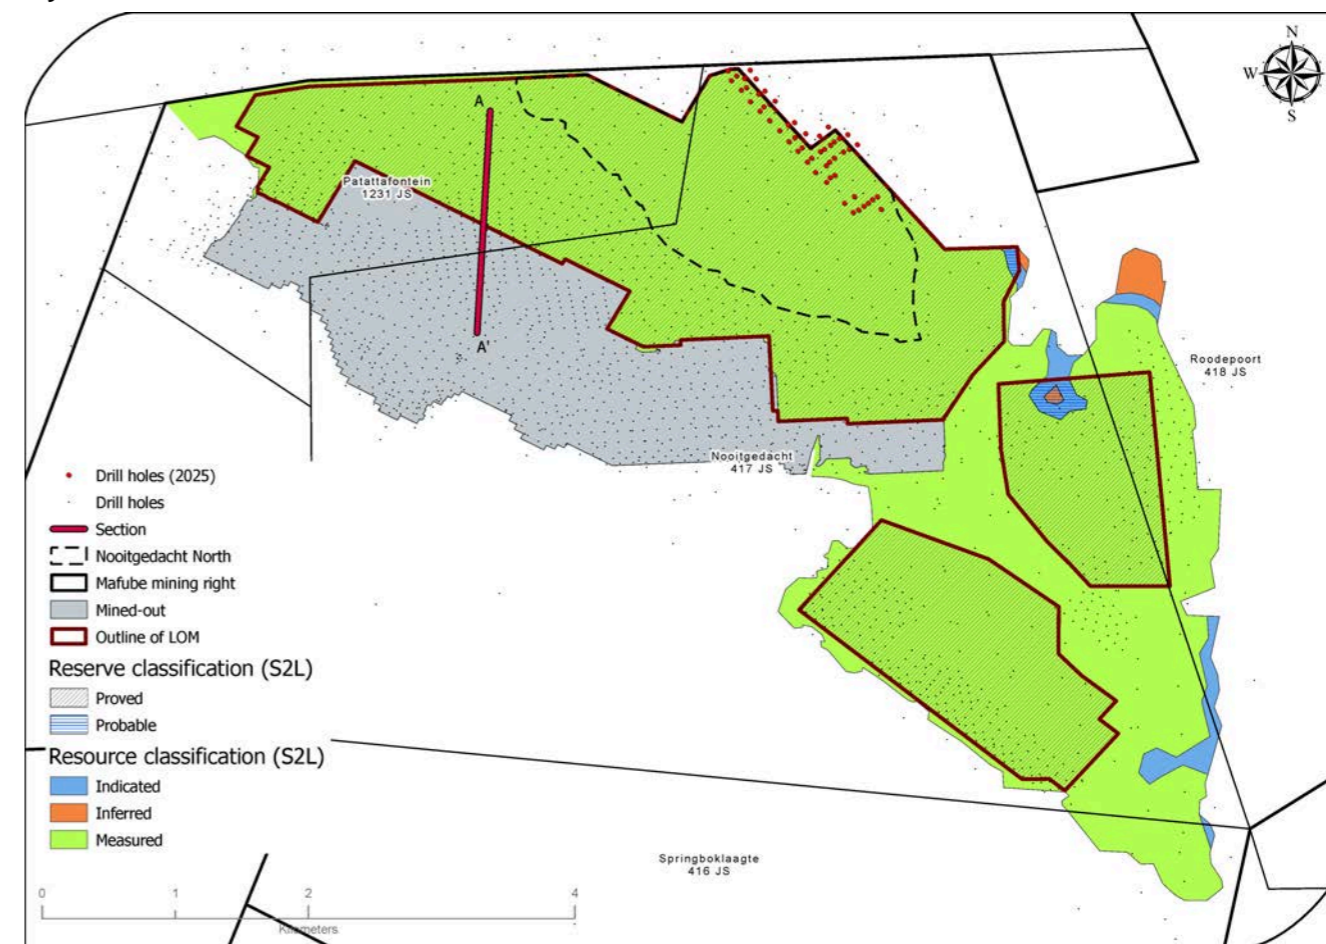 N
W
S
A
Patattafontein
1231 JS
A'
Roodepoort
418 JS
Nooitgedacht
417 JS
Drill holes (2025)
Drill holes
Section
Nooitgedacht North
Mafube mining right
Mined-out
Outline of LOM
Reserve classification (S2L)
Proved
Probable
Resource classification (S2L)
Indicated
Inferred
Measured
Springboklaagte
416 JS
0 1 2 4
Kilometers